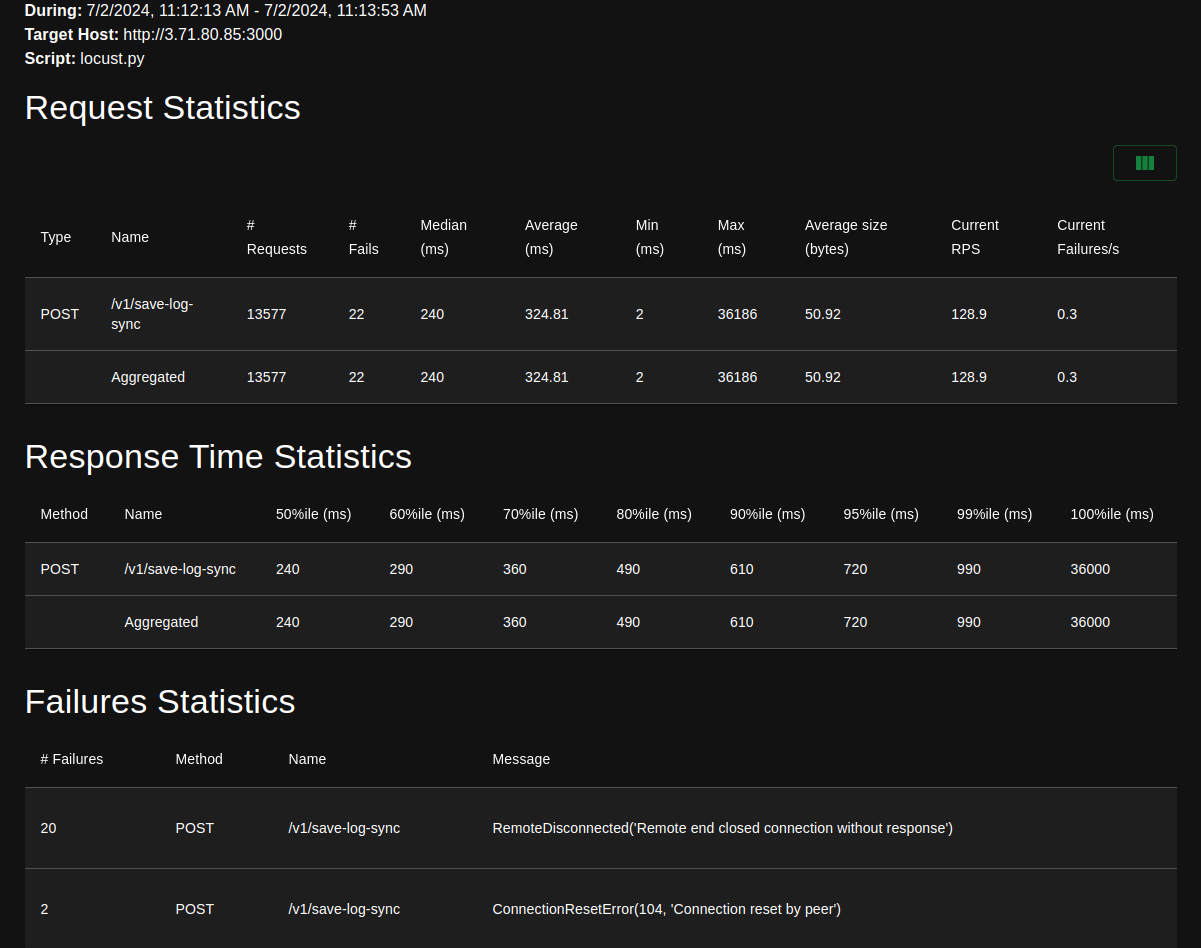 During: 7/2/2024, 11:12:13 AM - 7/2/2024, 11:13:53 AM
Target Host: http://3.71.80.85:3000
Script: locust.py
Request Statistics
Type Name # Requests # Fails Median (ms) Average (ms) Min (ms) Max (ms) Average size (bytes) Current RPS Current Failures/s
POST /v1/save-log-sync 13577 22 240 324.81 2 36186 50.92 128.9 0.3
Aggregated 13577 22 240 324.81 2 36186 50.92 128.9 0.3
Response Time Statistics
Method Name 50%ile (ms) 60%ile (ms) 70%ile (ms) 80%ile (ms) 90%ile (ms) 95%ile (ms) 99%ile (ms) 100%ile (ms)
POST /v1/save-log-sync 240 290 360 490 610 720 990 36000
Aggregated 240 290 360 490 610 720 990 36000
Failures Statistics
# Failures Method Name Message
20 POST /v1/save-log-sync RemoteDisconnected('Remote end closed connection without response')
2 POST /v1/save-log-sync ConnectionResetError(104, 'Connection reset by peer')